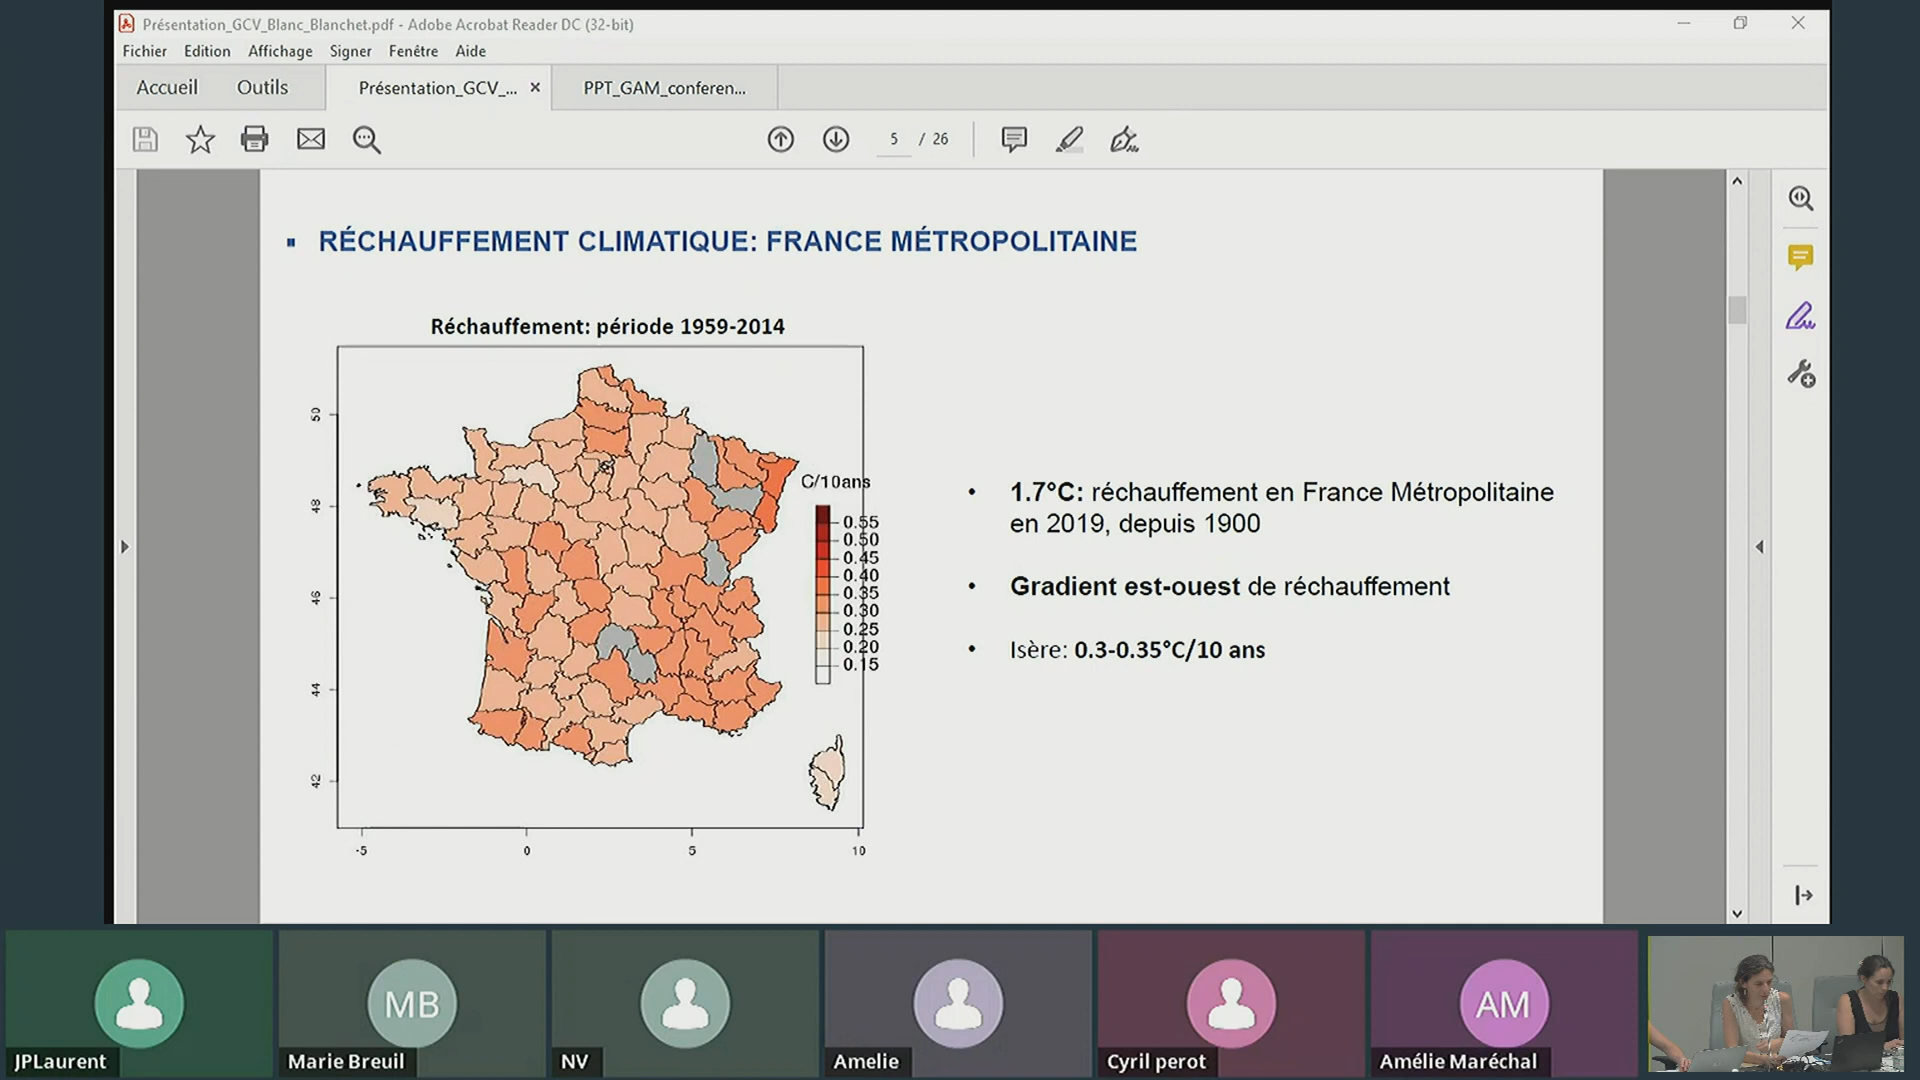 Présentation_GCV_Blanc_Blanchet.pdf - Adobe Acrobat Reader DC (32-bit)
Fichier Edition Affichage Signer Fenêtre Aide
Accueil Outils Présentation_GCV_... × PPT_GAM_conferen...
5 / 26
RÉCHAUFFEMENT CLIMATIQUE: FRANCE MÉTROPOLITAINE
Réchauffement: période 1959-2014
50
48
46
44
42
-5 0 5 10
C/10ans
0.55
0.50
0.45
0.40
0.35
0.30
0.25
0.20
0.15
• 1.7°C: réchauffement en France Métropolitaine
en 2019, depuis 1900
• Gradient est-ouest de réchauffement
• Isère: 0.3-0.35°C/10 ans
MB AM
JPLaurent Marie Breuil NV Amelie Cyril perot Amélie Maréchal